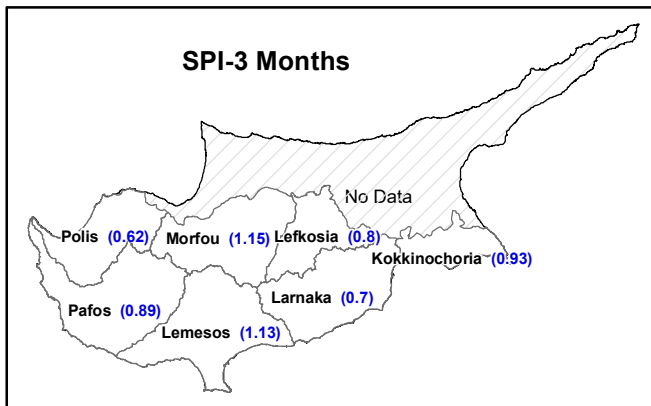 SPI-3 Months
No Data
Polis (0.62)
Morfou (1.15)
Lefkosia (0.8)
Kokkinochoria (0.93)
Pafos (0.89)
Larnaka (0.7)
Lemesos (1.13)